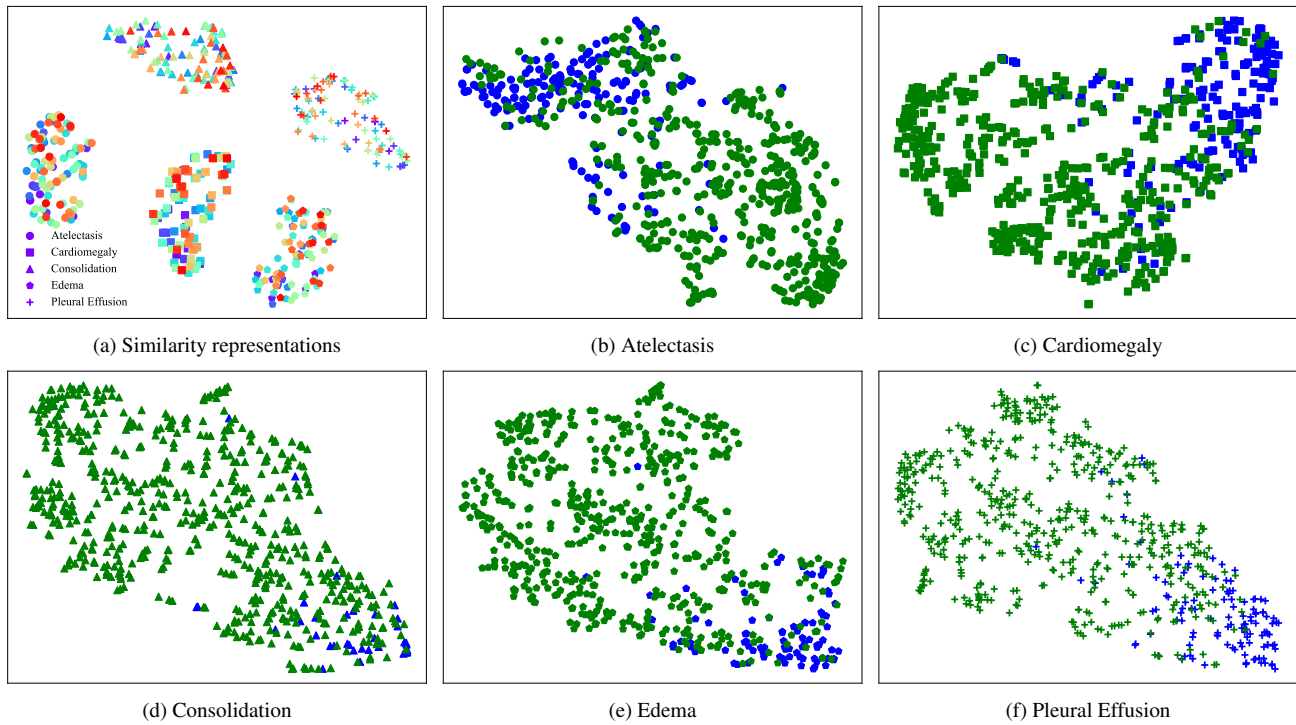 Atelectasis
Cardiomegaly
Consolidation
Edema
Pleural Effusion
(a) Similarity representations
(b) Atelectasis
(c) Cardiomegaly
(d) Consolidation
(e) Edema
(f) Pleural Effusion